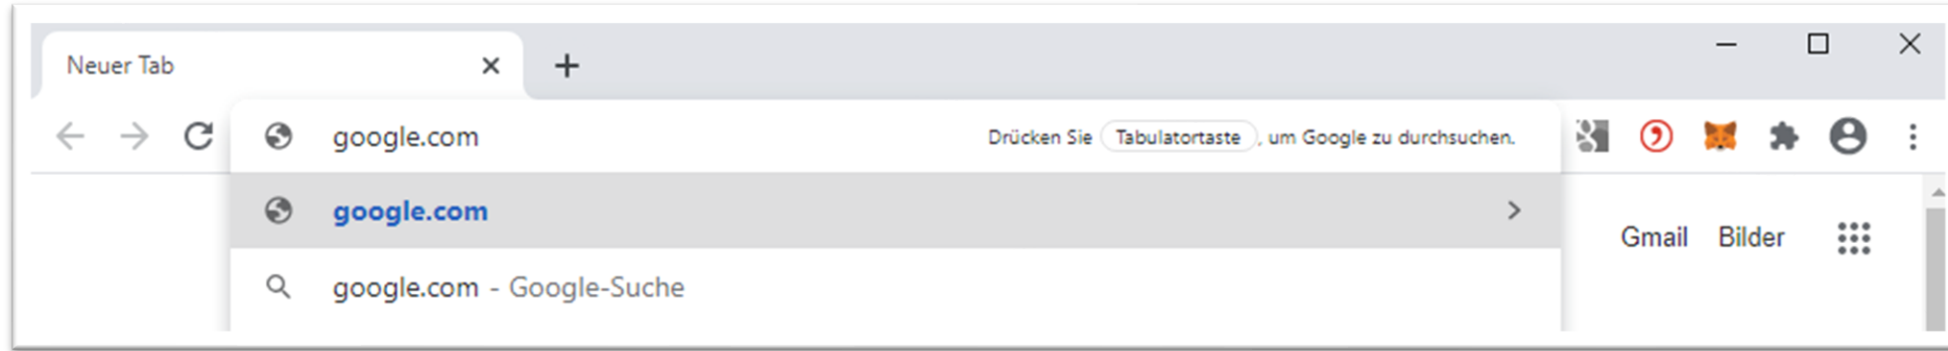 Neuer Tab
google.com Drücken Sie Tabulatortaste, um Google zu durchsuchen.
google.com
Gmail Bilder
google.com - Google-Suche